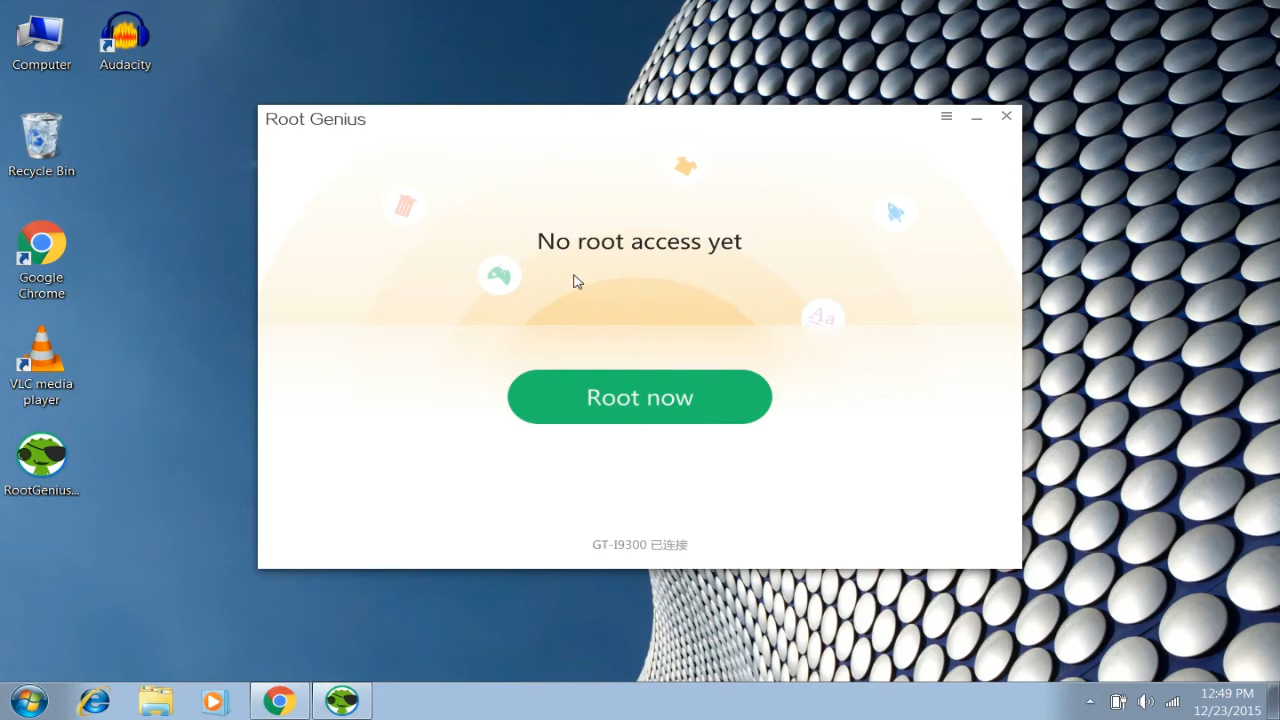 Computer
Audacity
Recycle Bin
Google
Chrome
VLC media
player
RootGenius...
Root Genius
No root access yet
Aa
Root now
GT-I9300 已连接
12:49 PM
12/23/2015